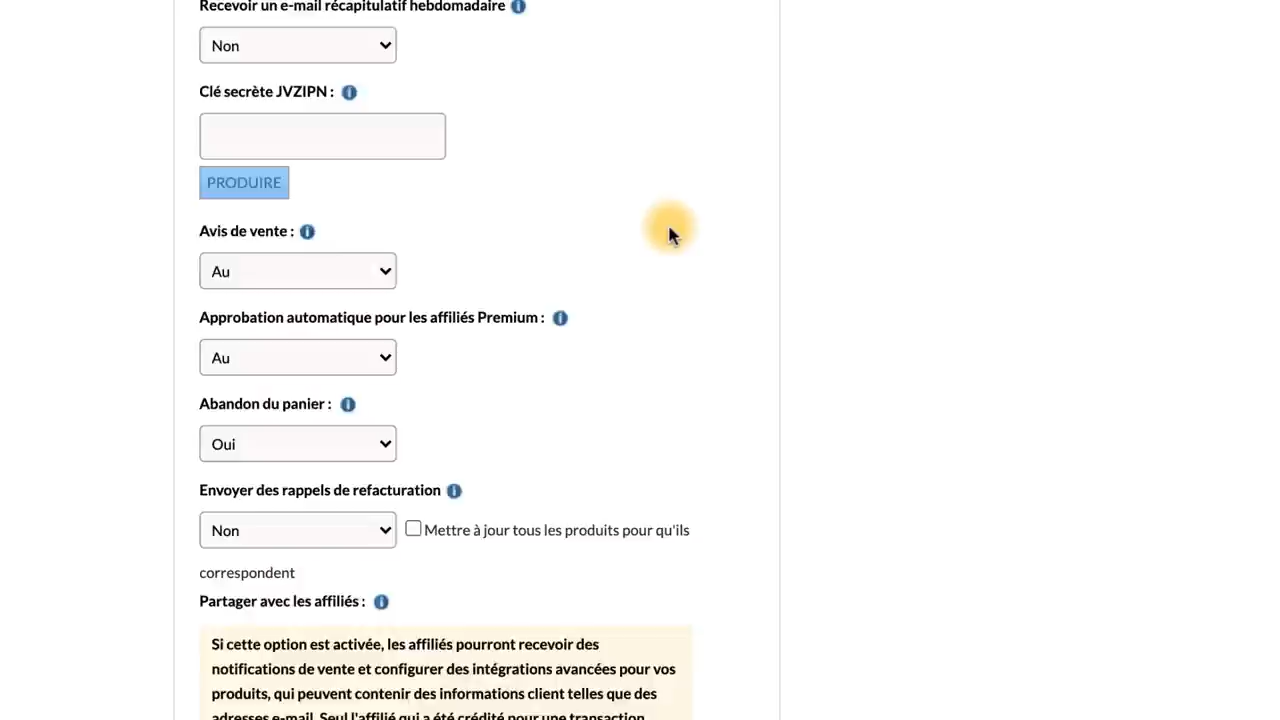 Recevoir un e-mail récapitulatif hebdomadaire
Non
Clé secrète JVZIPN :
PRODUIRE
Avis de vente :
Au
Approbation automatique pour les affiliés Premium :
Au
Abandon du panier :
Oui
Envoyer des rappels de refacturation
Non Mettre à jour tous les produits pour qu'ils
correspondent
Partager avec les affiliés :
Si cette option est activée, les affiliés pourront recevoir des
notifications de vente et configurer des intégrations avancées pour vos
produits, qui peuvent contenir des informations client telles que des
adresses e-mail. Seul l'affilié qui a été crédité pour une transaction